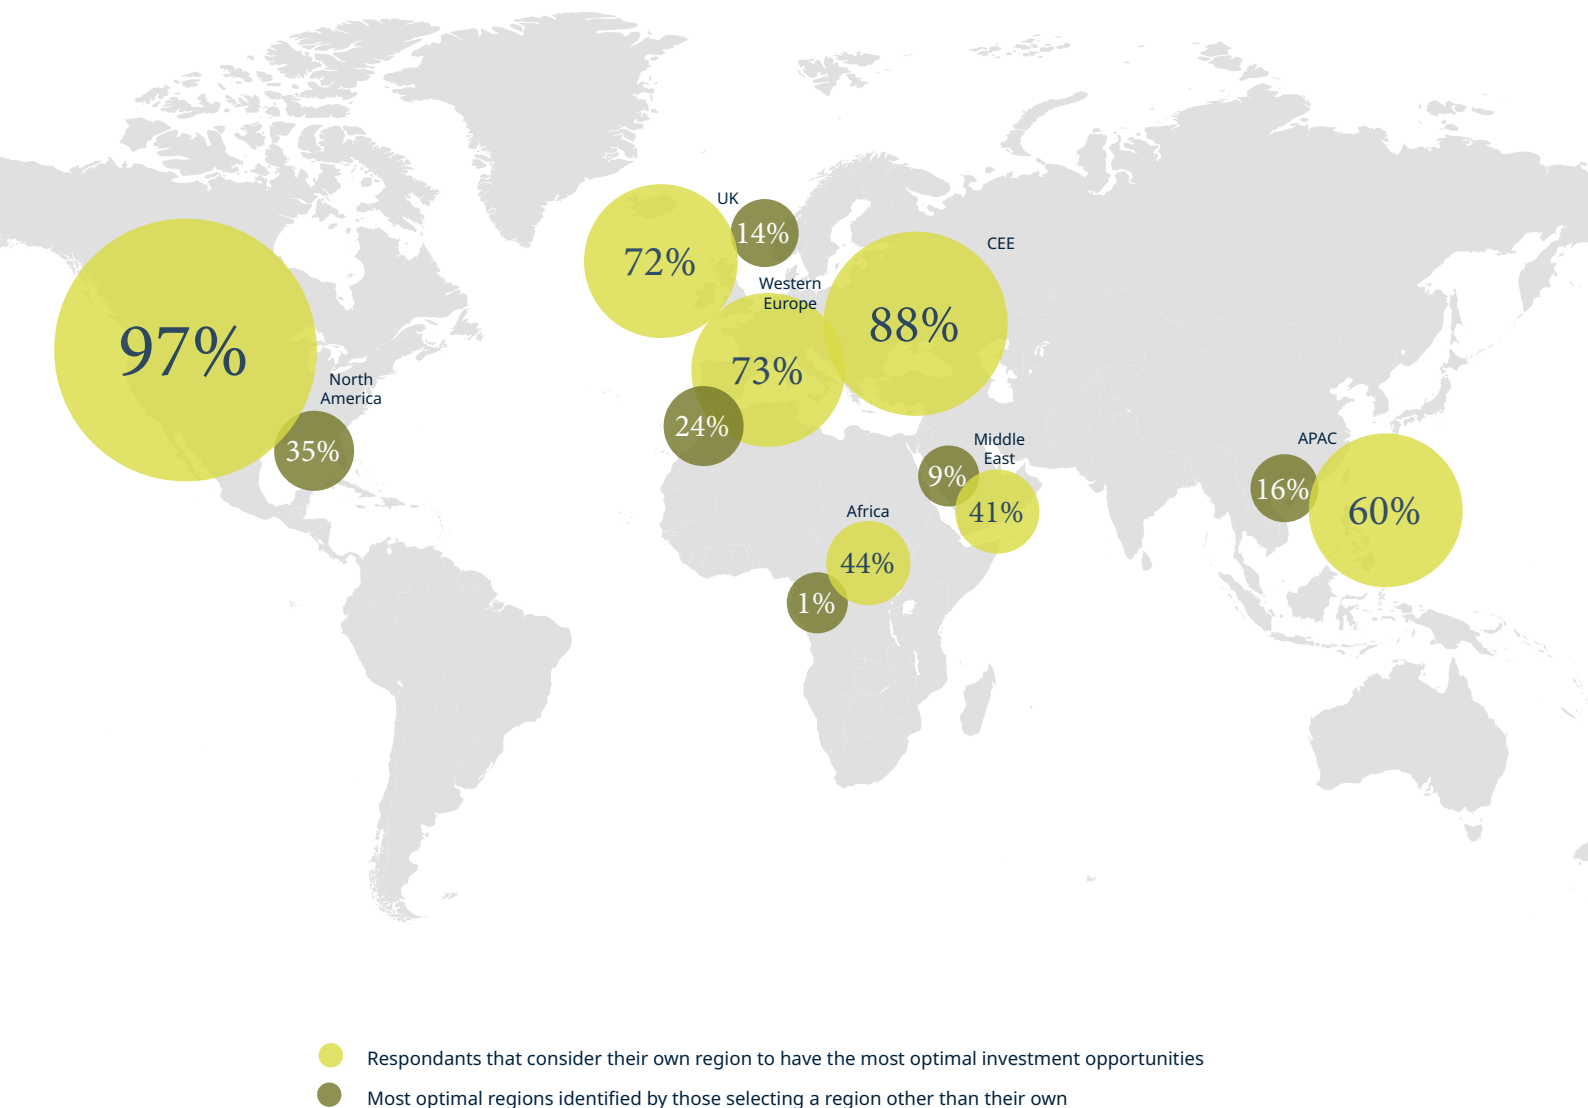 UK
14%
72%
CEE
Western
Europe
88%
97%
73%
North
America
24%
35%
Middle
East
9%
41%
APAC
16%
60%
Africa
44%
1%
Respondants that consider their own region to have the most optimal investment opportunities
Most optimal regions identified by those selecting a region other than their own